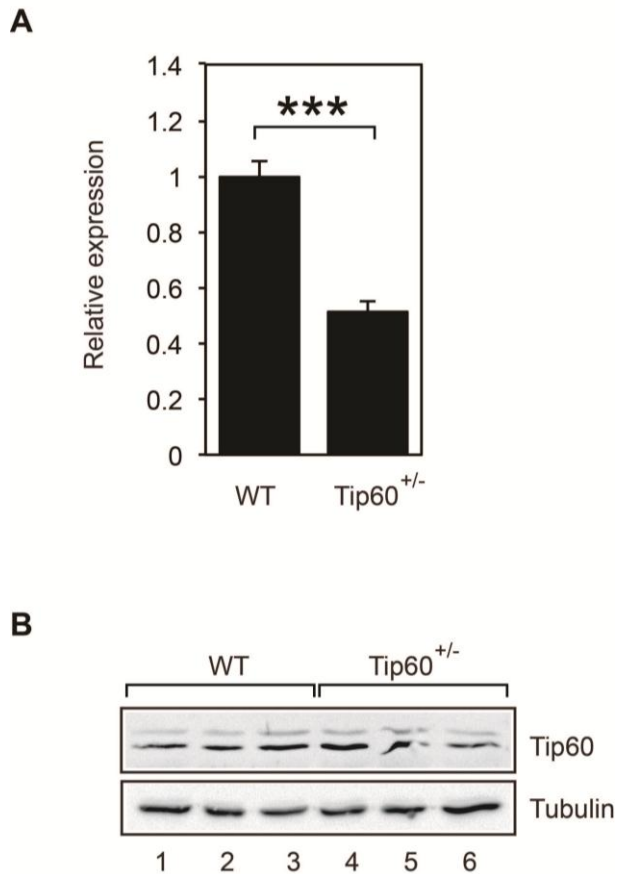 A
Relative expression
1.4
1.2
1
0.8
0.6
0.4
0.2
0
***
WT Tip60+/-
B
WT Tip60+/-
Tip60
Tubulin
1 2 3 4 5 6